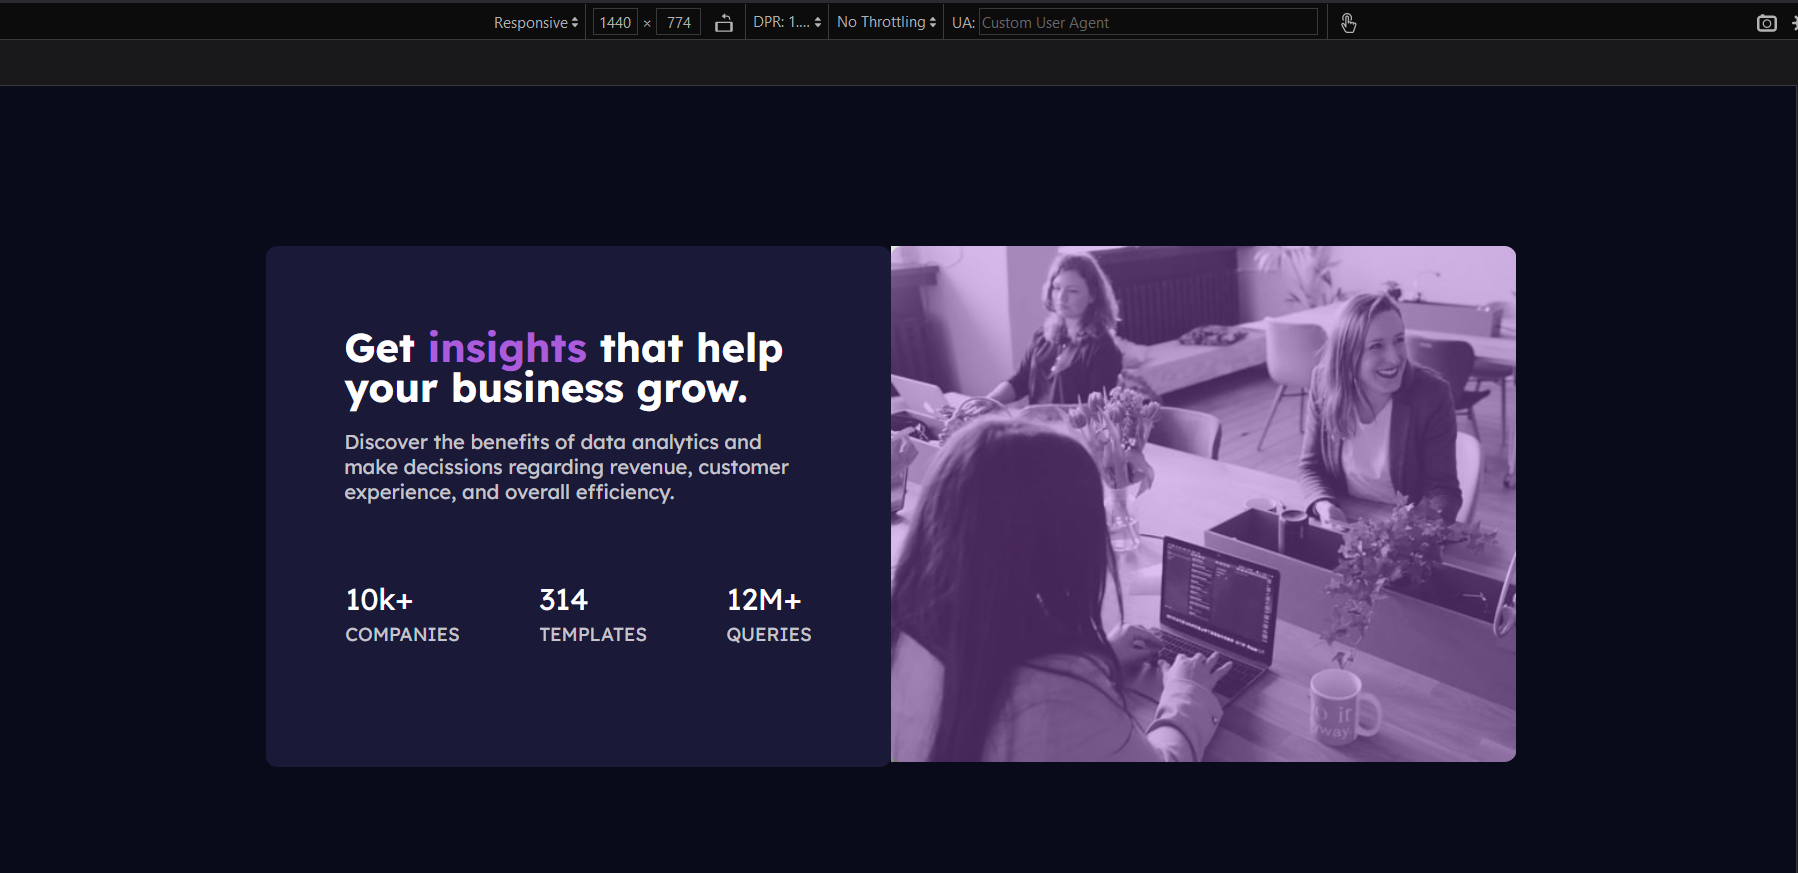 Responsive 1440 × 774 DPR: 1.... No Throttling UA: Custom User Agent
Get insights that help
your business grow.
Discover the benefits of data analytics and
make decissions regarding revenue, customer
experience, and overall efficiency.
10k+ 314 12M+
COMPANIES TEMPLATES QUERIES